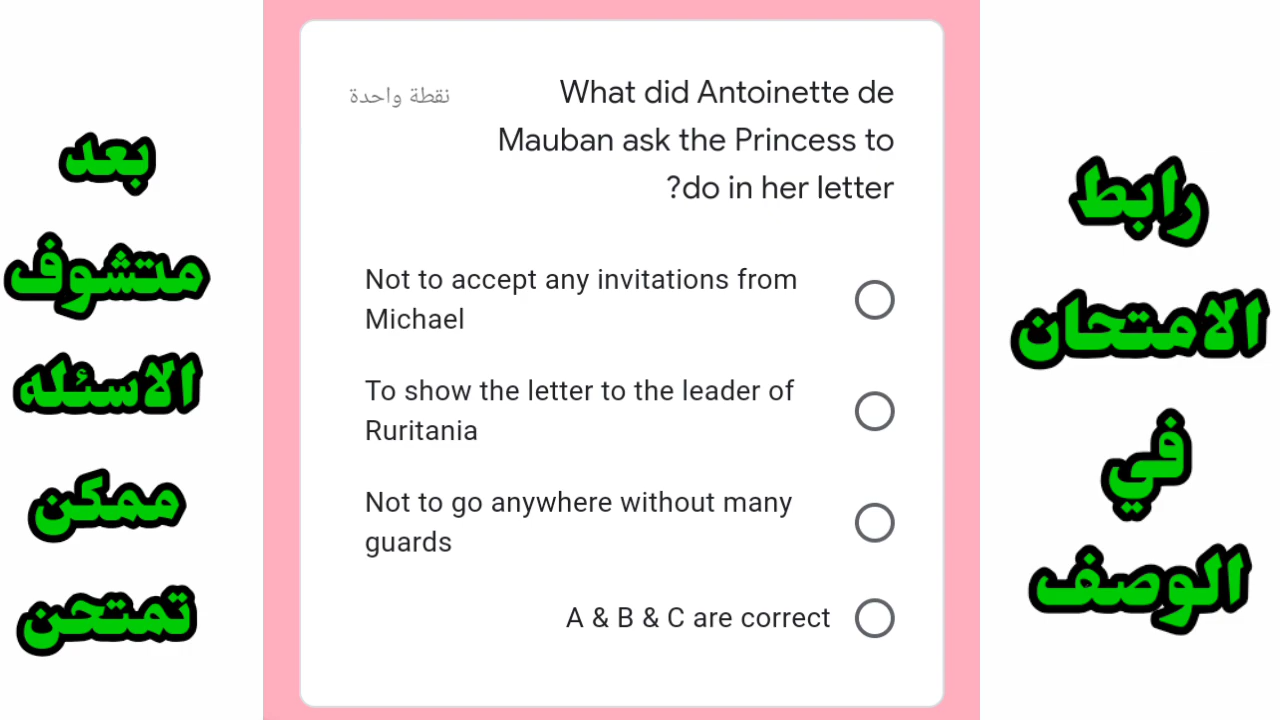 What did Antoinette de
Mauban ask the Princess to
?do in her letter
نقطة واحدة
Not to accept any invitations from
Michael
To show the letter to the leader of
Ruritania
Not to go anywhere without many
guards
A & B & C are correct
رابط
الامتحان
في
الوصف
بعد
متشوف
الاسئله
ممكن
تمتحن